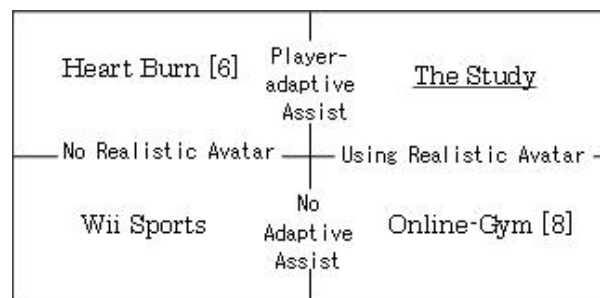 Heart Burn [6]
Player-
adaptive
Assist
The Study
No Realistic Avatar
Using Realistic Avatar
Wii Sports
No
Adaptive
Assist
Online-Gym [8]